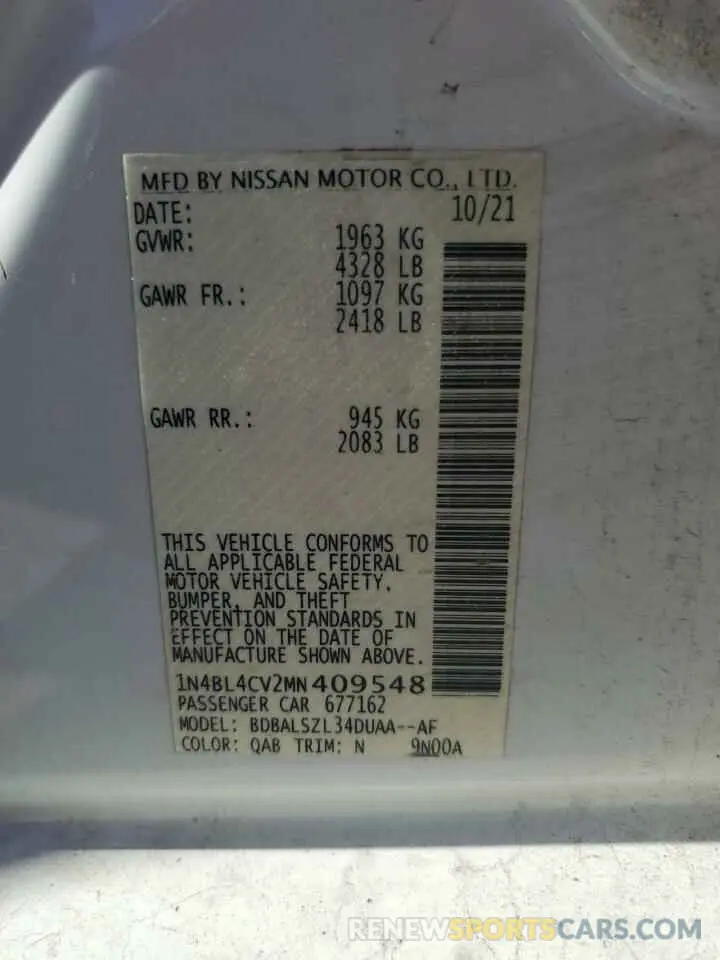 MFD BY NISSAN MOTOR CO., LTD.
DATE: 10/21
GVWR: 1963 KG
4328 LB
GAWR FR.: 1097 KG
2418 LB
GAWR RR.: 945 KG
2083 LB
THIS VEHICLE CONFORMS TO
ALL APPLICABLE FEDERAL
MOTOR VEHICLE SAFETY,
BUMPER, AND THEFT
PREVENTION STANDARDS IN
EFFECT ON THE DATE OF
MANUFACTURE SHOWN ABOVE.
1N4BL4CV2MN409548
PASSENGER CAR 677162
MODEL: BDBALSZL34DUAA--AF
COLOR: QAB TRIM: N 9N00A
RENEWSPORTSCARS.COM